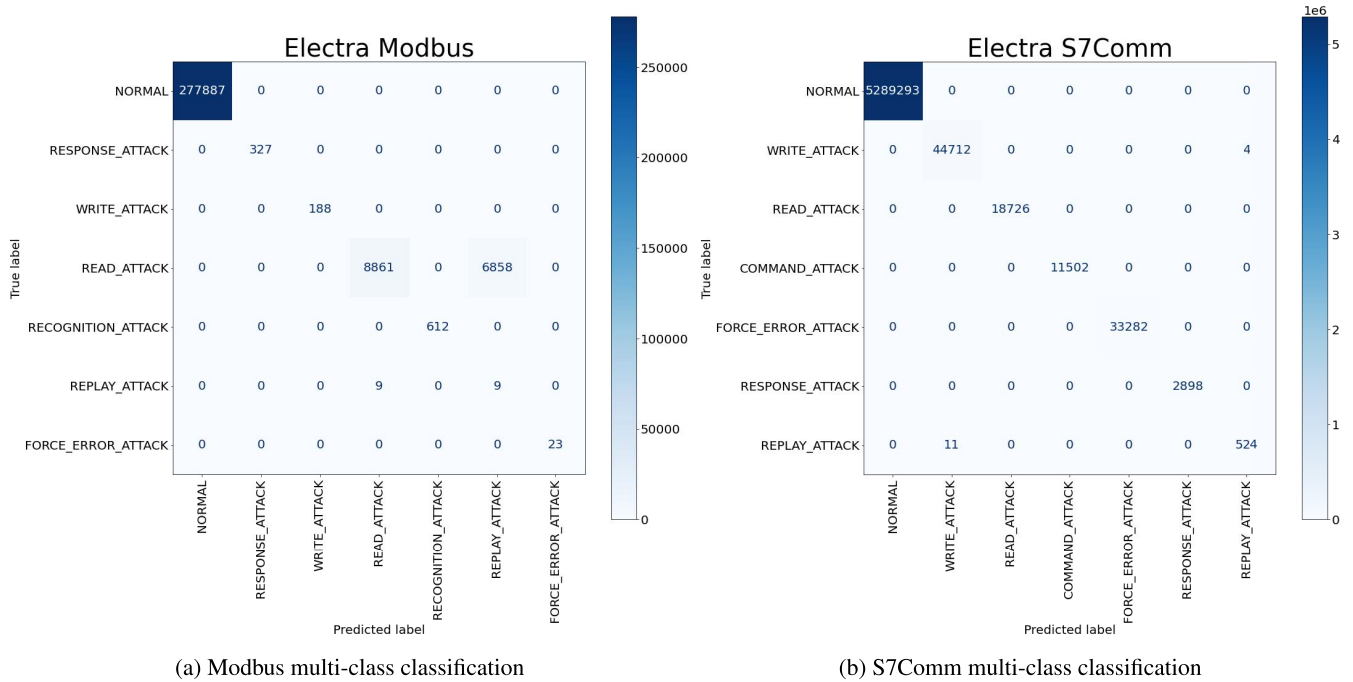 Electra Modbus
True label
NORMAL 277887 0 0 0 0 0 0
RESPONSE_ATTACK 0 327 0 0 0 0 0
WRITE_ATTACK 0 0 188 0 0 0 0
READ_ATTACK 0 0 0 8861 0 6858 0
RECOGNITION_ATTACK 0 0 0 0 612 0 0
REPLAY_ATTACK 0 0 0 9 0 9 0
FORCE_ERROR_ATTACK 0 0 0 0 0 0 23
NORMAL
RESPONSE_ATTACK
WRITE_ATTACK
READ_ATTACK
RECOGNITION_ATTACK
REPLAY_ATTACK
FORCE_ERROR_ATTACK
Predicted label
250000
200000
150000
100000
50000
0
(a) Modbus multi-class classification
Electra S7Comm
True label
NORMAL 5289293 0 0 0 0 0 0
WRITE_ATTACK 0 44712 0 0 0 0 4
READ_ATTACK 0 0 18726 0 0 0 0
COMMAND_ATTACK 0 0 0 11502 0 0 0
FORCE_ERROR_ATTACK 0 0 0 0 33282 0 0
RESPONSE_ATTACK 0 0 0 0 0 2898 0
REPLAY_ATTACK 0 11 0 0 0 0 524
NORMAL
WRITE_ATTACK
READ_ATTACK
COMMAND_ATTACK
FORCE_ERROR_ATTACK
RESPONSE_ATTACK
REPLAY_ATTACK
Predicted label
1e6
5
4
3
2
1
0
(b) S7Comm multi-class classification